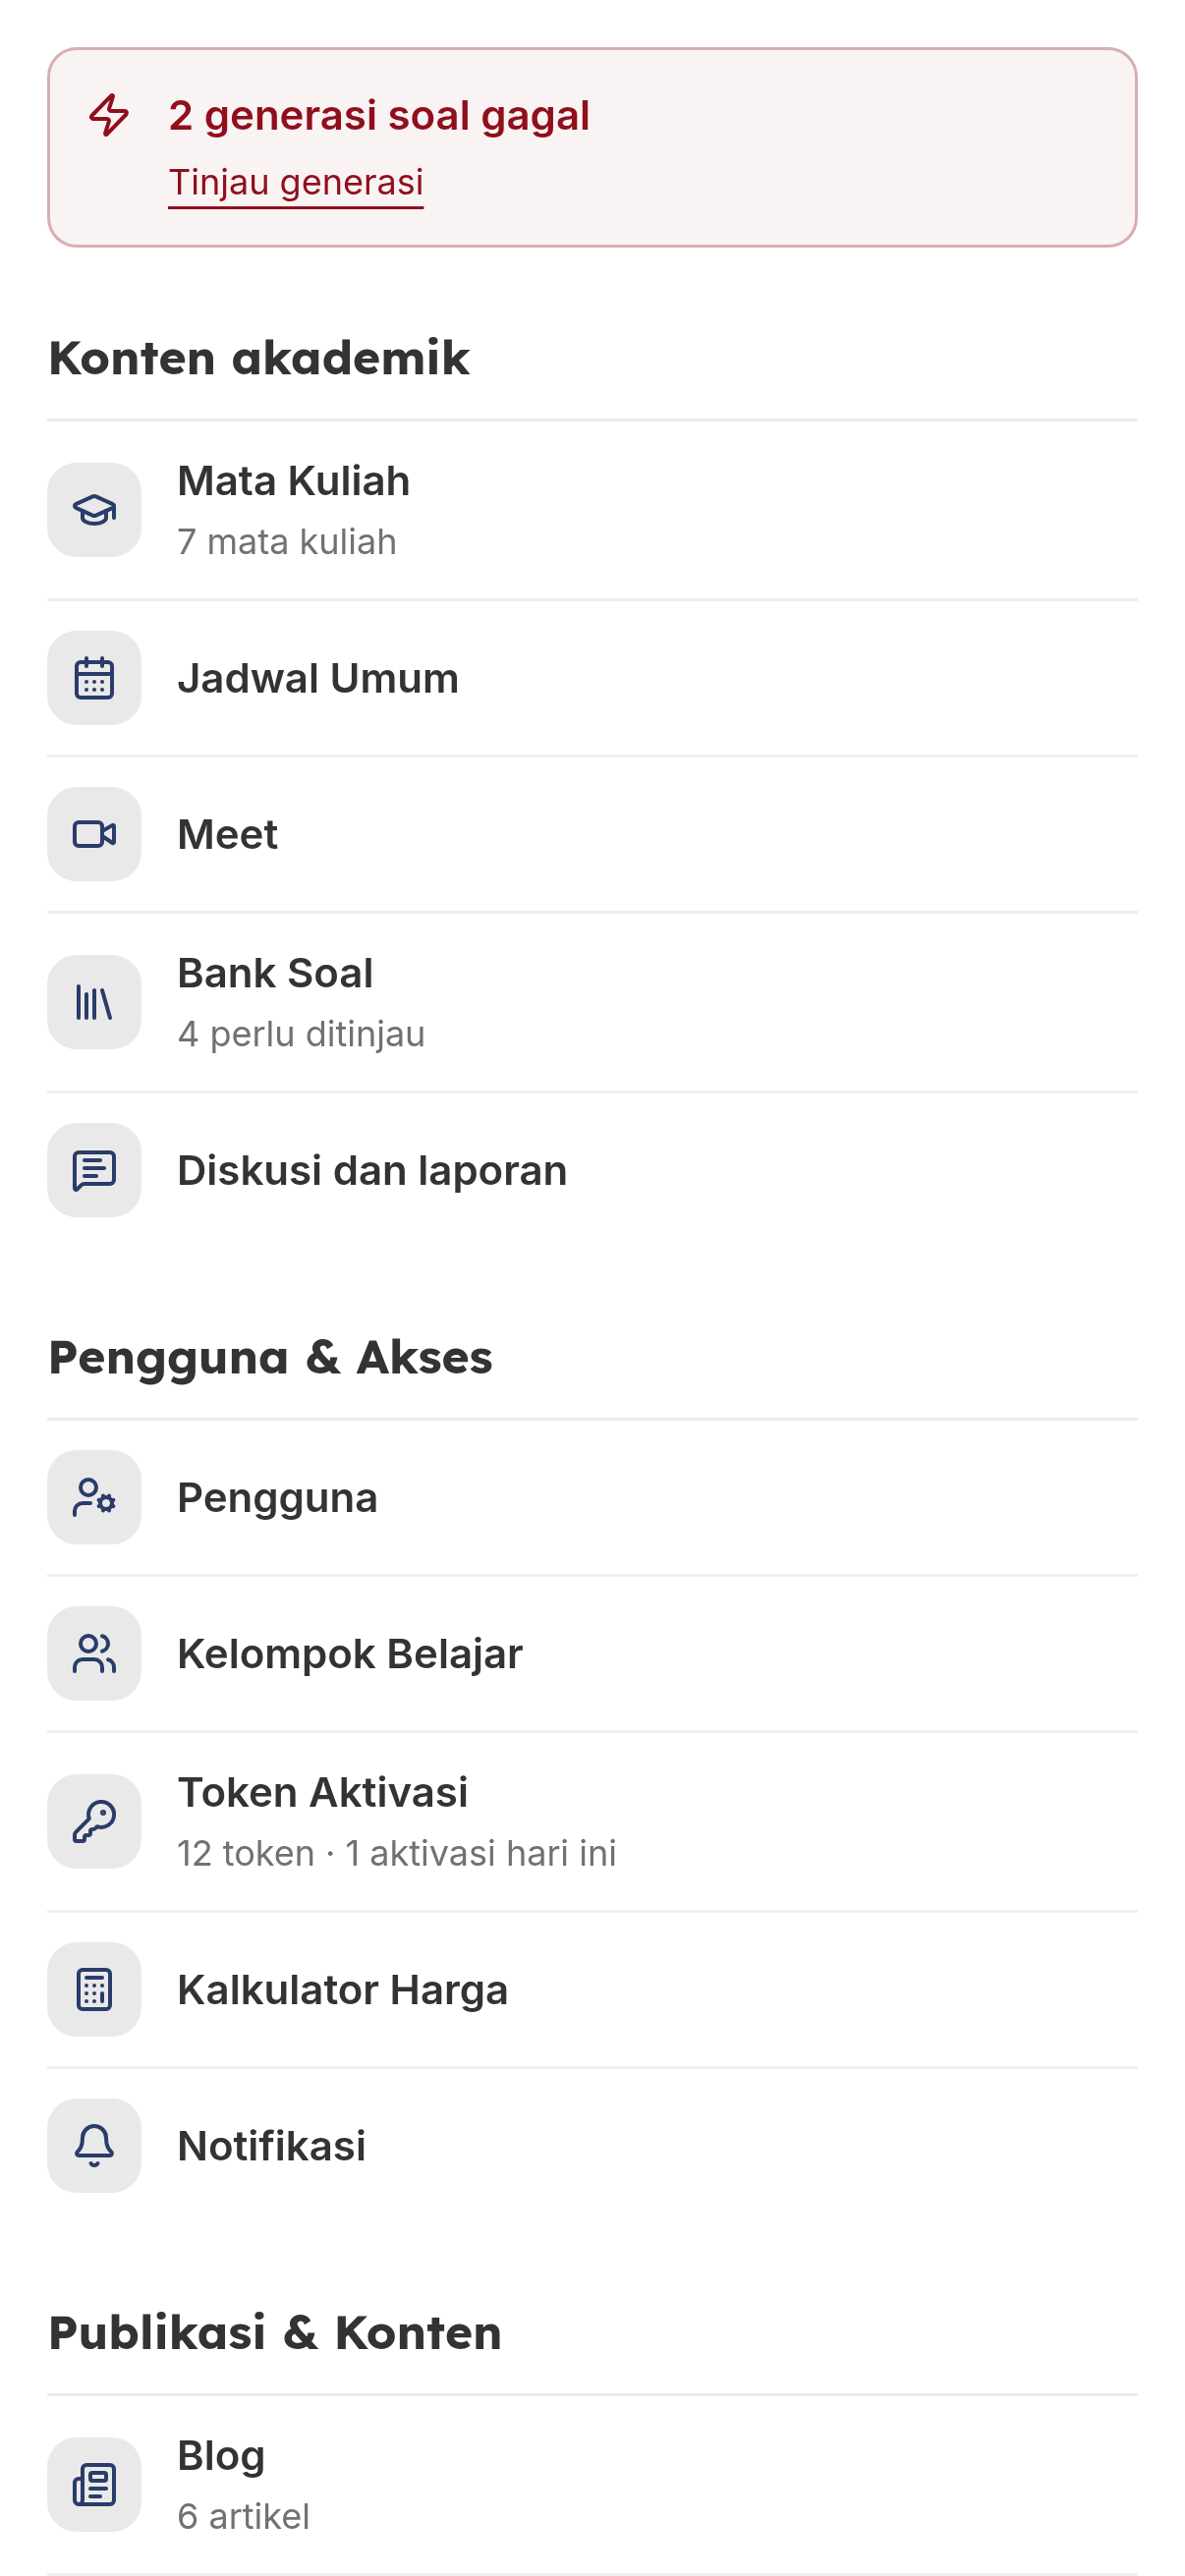 2 generasi soal gagal
Tinjau generasi
Konten akademik
Mata Kuliah
7 mata kuliah
Jadwal Umum
Meet
Bank Soal
4 perlu ditinjau
Diskusi dan laporan
Pengguna & Akses
Pengguna
Kelompok Belajar
Token Aktivasi
12 token · 1 aktivasi hari ini
Kalkulator Harga
Notifikasi
Publikasi & Konten
Blog
6 artikel